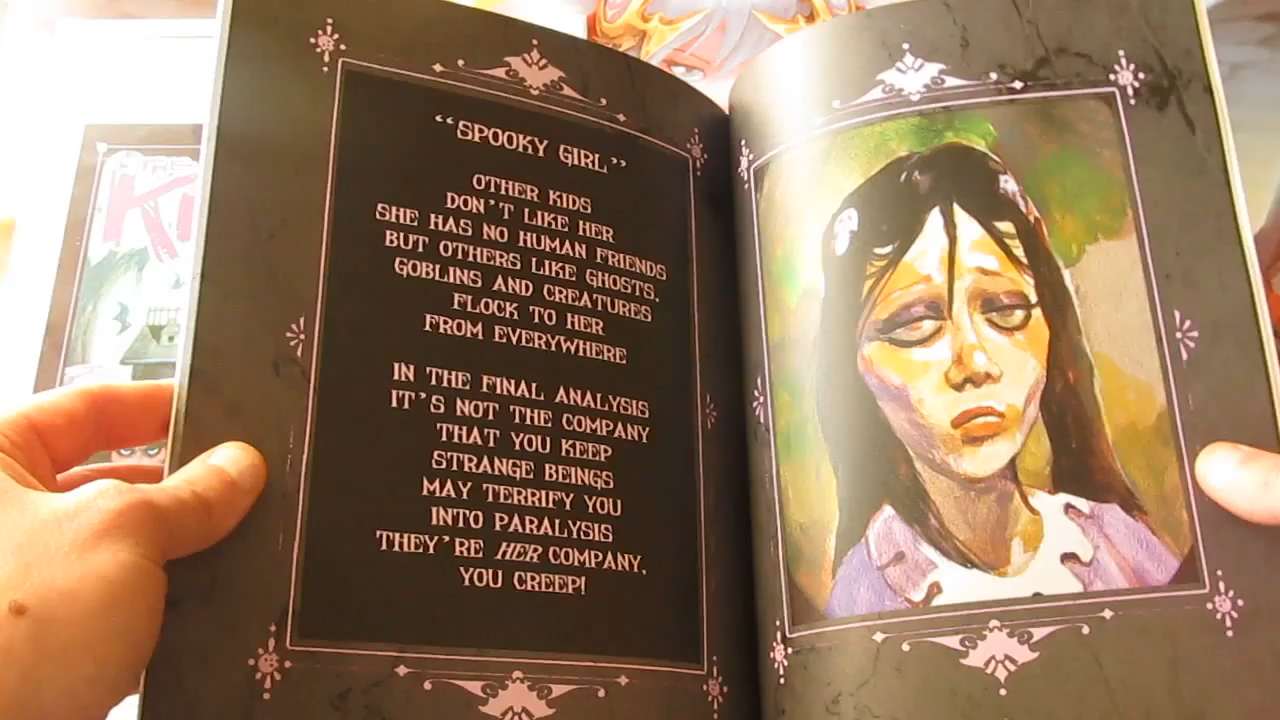 “SPOOKY GIRL”
OTHER KIDS
DON'T LIKE HER
SHE HAS NO HUMAN FRIENDS
BUT OTHERS LIKE GHOSTS,
GOBLINS AND CREATURES
FLOCK TO HER
FROM EVERYWHERE
IN THE FINAL ANALYSIS
IT'S NOT THE COMPANY
THAT YOU KEEP
STRANGE BEINGS
MAY TERRIFY YOU
INTO PARALYSIS
THEY'RE HER COMPANY,
YOU CREEP!